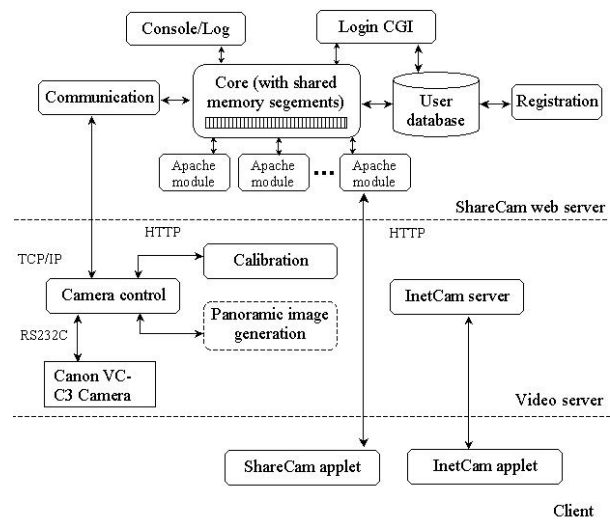 Console/Log
Login CGI
Communication
Core (with shared
memory segements)
User
database
Registration
Apache
module
Apache
module
...
Apache
module
ShareCam web server
HTTP
HTTP
TCP/IP
Calibration
Camera control
InetCam server
Panoramic image
generation
RS232C
Canon VC-
C3 Camera
Video server
ShareCam applet
InetCam applet
Client